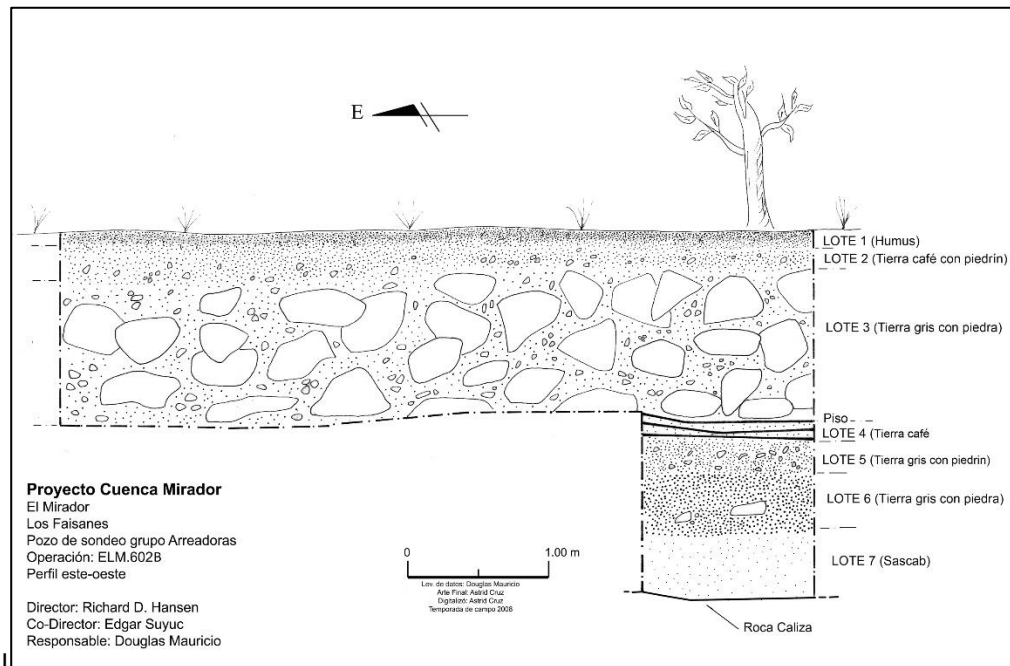 E
LOTE 1 (Humus)
LOTE 2 (Tierra café con piedrín)
LOTE 3 (Tierra gris con piedra)
Piso
LOTE 4 (Tierra café
LOTE 5 (Tierra gris con piedrin)
LOTE 6 (Tierra gris con piedra)
LOTE 7 (Sascab)
Roca Caliza
Proyecto Cuenca Mirador
El Mirador
Los Faisanes
Pozo de sondeo grupo Arreadoras
Operación: ELM.602B
Perfil este-oeste
Director: Richard D. Hansen
Co-Director: Edgar Suyuc
Responsable: Douglas Mauricio
0 1.00 m
Lev. de datos: Douglas Mauricio
Arte Final: Astrid Cruz
Digitalizó: Astrid Cruz
Temporada de campo 2008